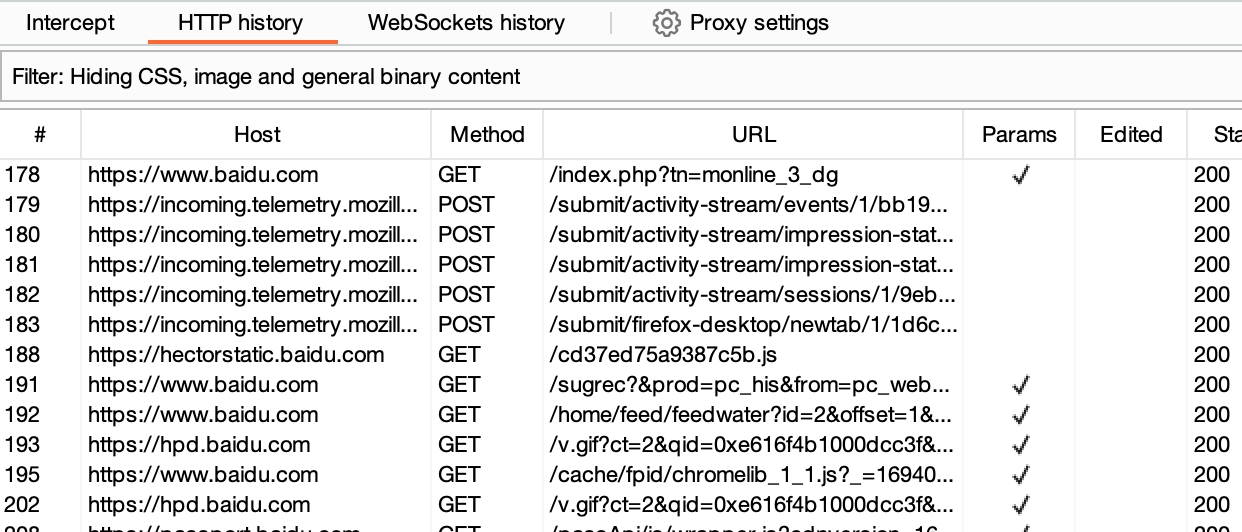 Intercept HTTP history WebSockets history Proxy settings
Filter: Hiding CSS, image and general binary content
# Host Method URL Params Edited Sta
178 https://www.baidu.com GET /index.php?tn=monline_3_dg ✓ 200
179 https://incoming.telemetry.mozill... POST /submit/activity-stream/events/1/bb19... 200
180 https://incoming.telemetry.mozill... POST /submit/activity-stream/impression-stat... 200
181 https://incoming.telemetry.mozill... POST /submit/activity-stream/impression-stat... 200
182 https://incoming.telemetry.mozill... POST /submit/activity-stream/sessions/1/9eb... 200
183 https://incoming.telemetry.mozill... POST /submit/firefox-desktop/newtab/1/1d6c... 200
188 https://hectorstatic.baidu.com GET /cd37ed75a9387c5b.js 200
191 https://www.baidu.com GET /sugrec?&prod=pc_his&from=pc_web... ✓ 200
192 https://www.baidu.com GET /home/feed/feedwater?id=2&offset=1&... ✓ 200
193 https://hpd.baidu.com GET /v.gif?ct=2&qid=0xe616f4b1000dcc3f&... ✓ 200
195 https://www.baidu.com GET /cache/fpid/chromelib_1_1.js?_=16940... ✓ 200
202 https://hpd.baidu.com GET /v.gif?ct=2&qid=0xe616f4b1000dcc3f&... ✓ 200
https://passport.baidu.com GET ✓ 200